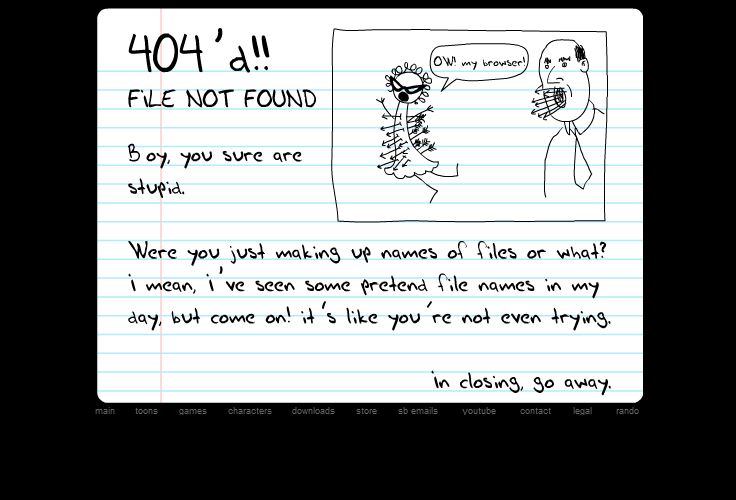 404'd!!
FiLE NOT FOUND
OW! my browser!
Boy, you sure are
stupid.
Were you just making up names of files or what?
i mean, i've seen some pretend file names in my
day, but come on! it's like you're not even trying.
in closing, go away.
main toons games characters downloads store sb emails youtube contact legal rando